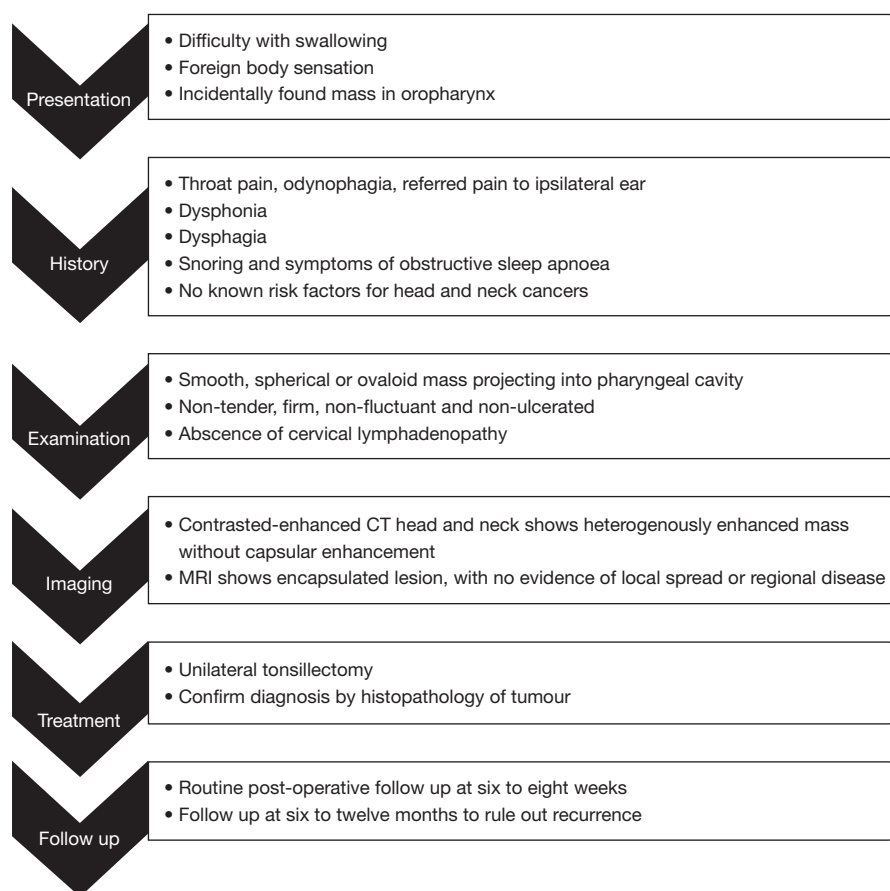 Presentation
• Difficulty with swallowing
• Foreign body sensation
• Incidentally found mass in oropharynx
History
• Throat pain, odynophagia, referred pain to ipsilateral ear
• Dysphonia
• Dysphagia
• Snoring and symptoms of obstructive sleep apnoea
• No known risk factors for head and neck cancers
Examination
• Smooth, spherical or ovaloid mass projecting into pharyngeal cavity
• Non-tender, firm, non-fluctuant and non-ulcerated
• Abscence of cervical lymphadenopathy
Imaging
• Contrasted-enhanced CT head and neck shows heterogenously enhanced mass
without capsular enhancement
• MRI shows encapsulated lesion, with no evidence of local spread or regional disease
Treatment
• Unilateral tonsillectomy
• Confirm diagnosis by histopathology of tumour
Follow up
• Routine post-operative follow up at six to eight weeks
• Follow up at six to twelve months to rule out recurrence